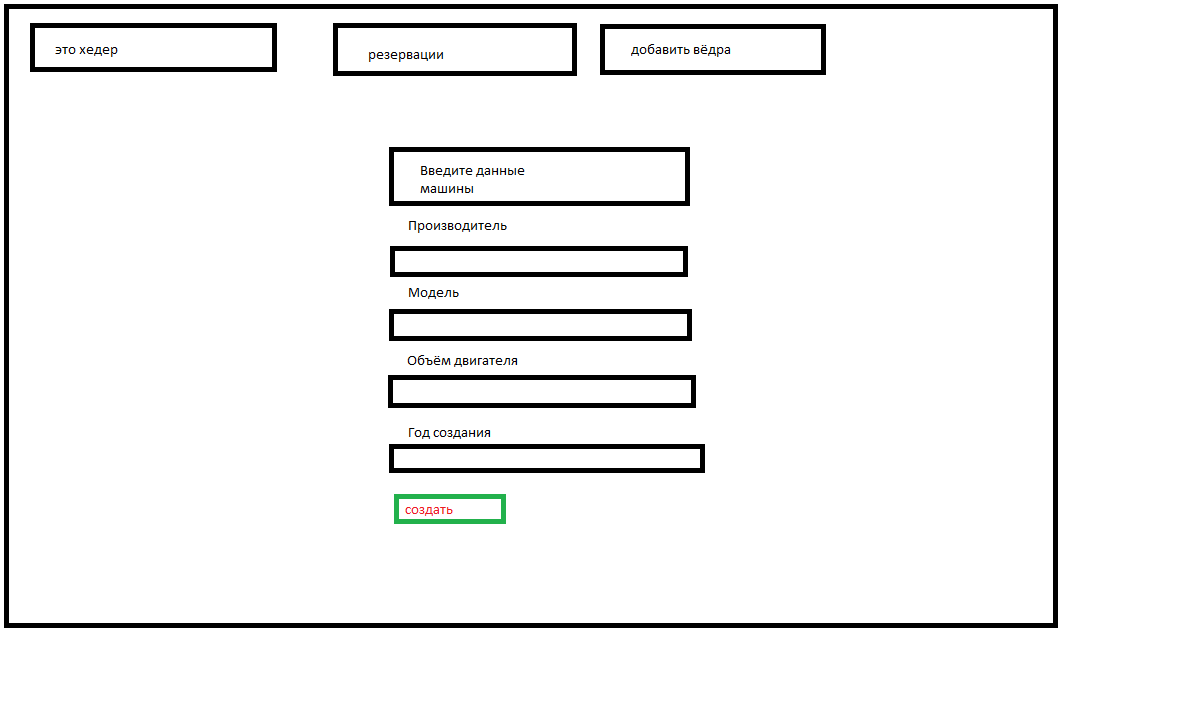 это хедер
резервации
добавить вёдра
Введите данные
машины
Производитель
Модель
Объём двигателя
Год создания
создать